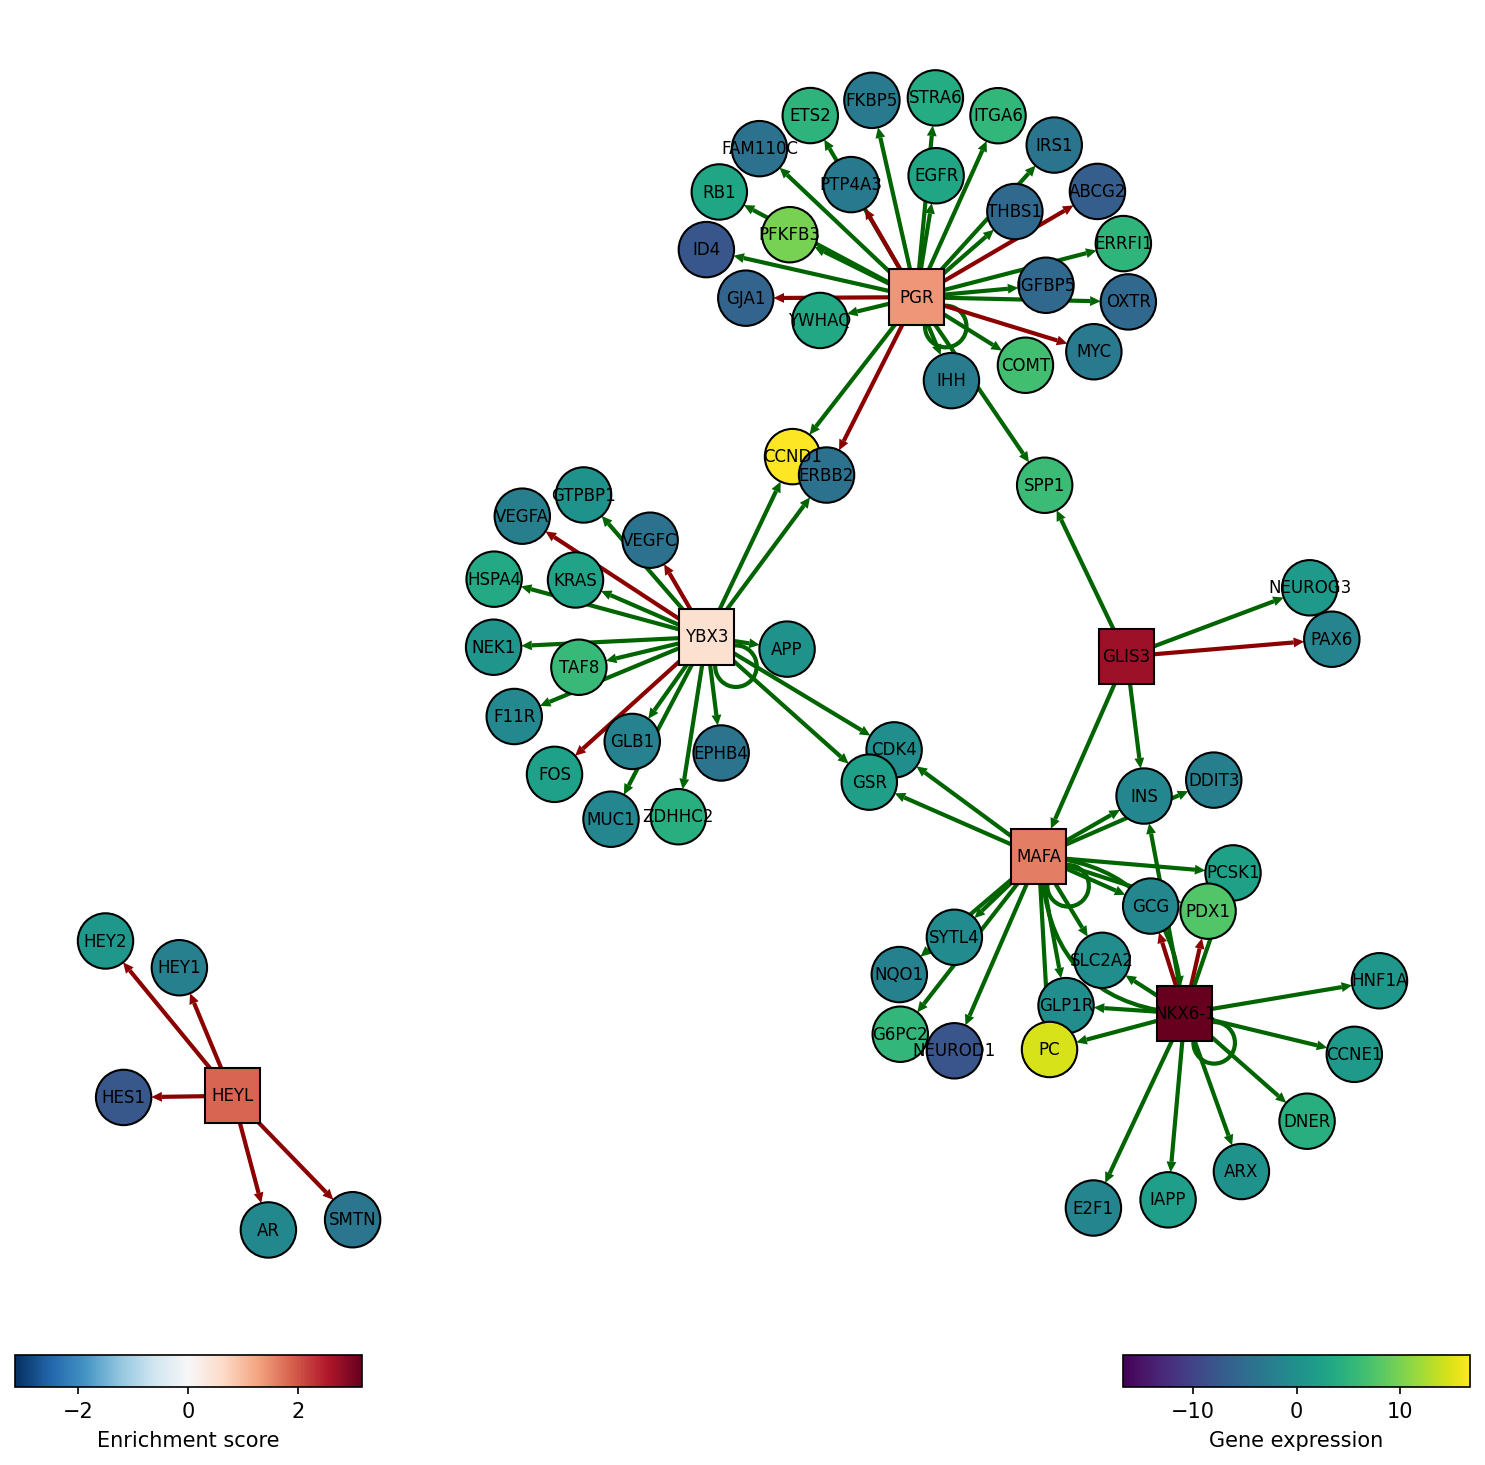 STRA6
FKBP5
ETS2
ITGA6
FAM110C
IRS1
PTP4A3
EGFR
RB1
ABCG2
THBS1
PFKFB3
ID4
ERRFI1
GFBP5
GJA1
PGR
OXTR
YWHAQ
MYC
COMT
IHH
CCND1
ERBB2
SPP1
GTPBP1
VEGFA
VEGFC
HSPA4
KRAS
NEUROG3
YBX3
PAX6
NEK1
APP
GLIS3
TAF8
F11R
GLB1
CDK4
EPHB4
FOS
GSR
DDIT3
INS
MUC1
ZDHHC2
MAFA
PCSK1
GCG
PDX1
SYTL4
HEY2
HEY1
SLC2A2
NQO1
HNF1A
GLP1R
NKX6-1
G6PC2
NEUROD1
PC
CCNE1
HES1
HEYL
DNER
ARX
IAPP
E2F1
SMTN
AR
−2 0 2
Enrichment score
−10 0 10
Gene expression